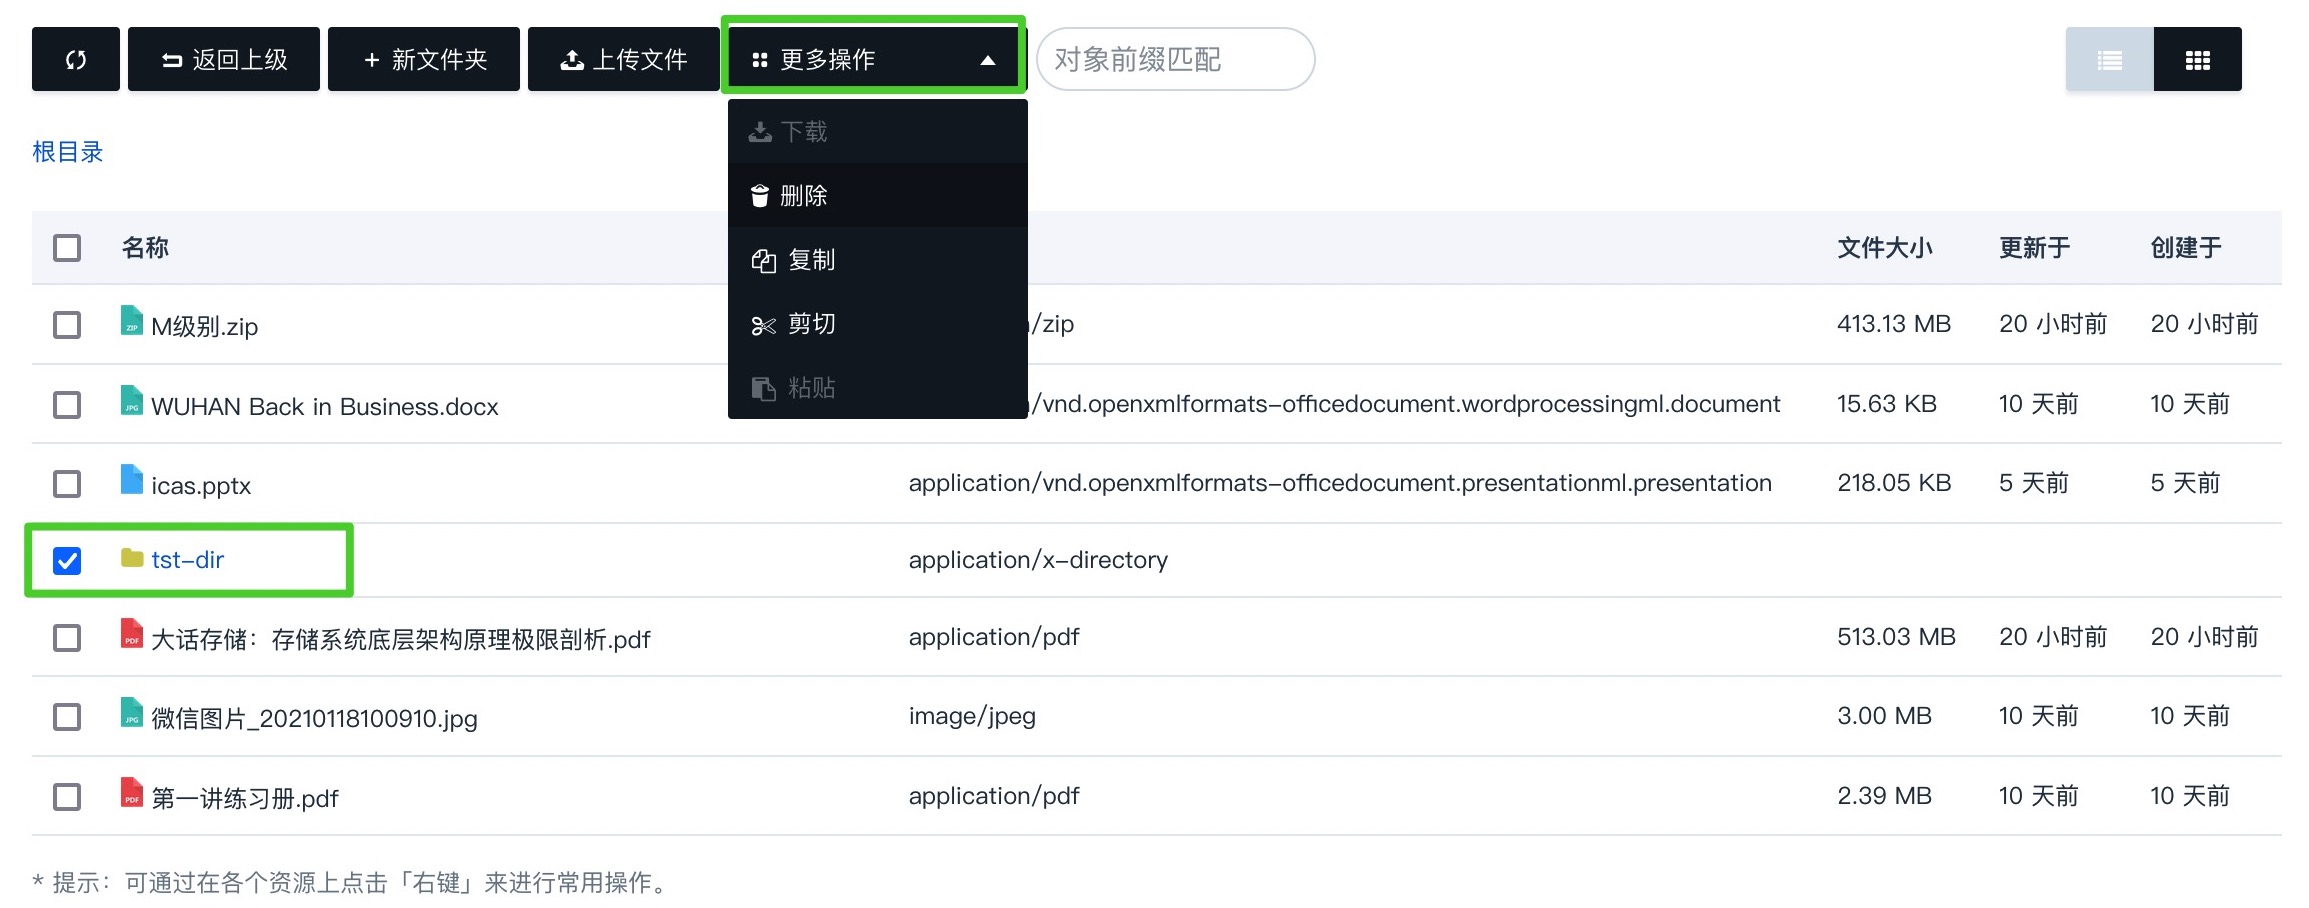 返回上级 + 新文件夹 上传文件 更多操作 对象前缀匹配
下载
根目录
删除
复制
剪切
粘贴
名称 文件大小 更新于 创建于
ZIP M级别.zip /zip 413.13 MB 20 小时前 20 小时前
JPG WUHAN Back in Business.docx /vnd.openxmlformats-officedocument.wordprocessingml.document 15.63 KB 10 天前 10 天前
icas.pptx application/vnd.openxmlformats-officedocument.presentationml.presentation 218.05 KB 5 天前 5 天前
tst-dir application/x-directory
PDF 大话存储：存储系统底层架构原理极限剖析.pdf application/pdf 513.03 MB 20 小时前 20 小时前
JPG 微信图片_20210118100910.jpg image/jpeg 3.00 MB 10 天前 10 天前
PDF 第一讲练习册.pdf application/pdf 2.39 MB 10 天前 10 天前
* 提示：可通过在各个资源上点击「右键」来进行常用操作。